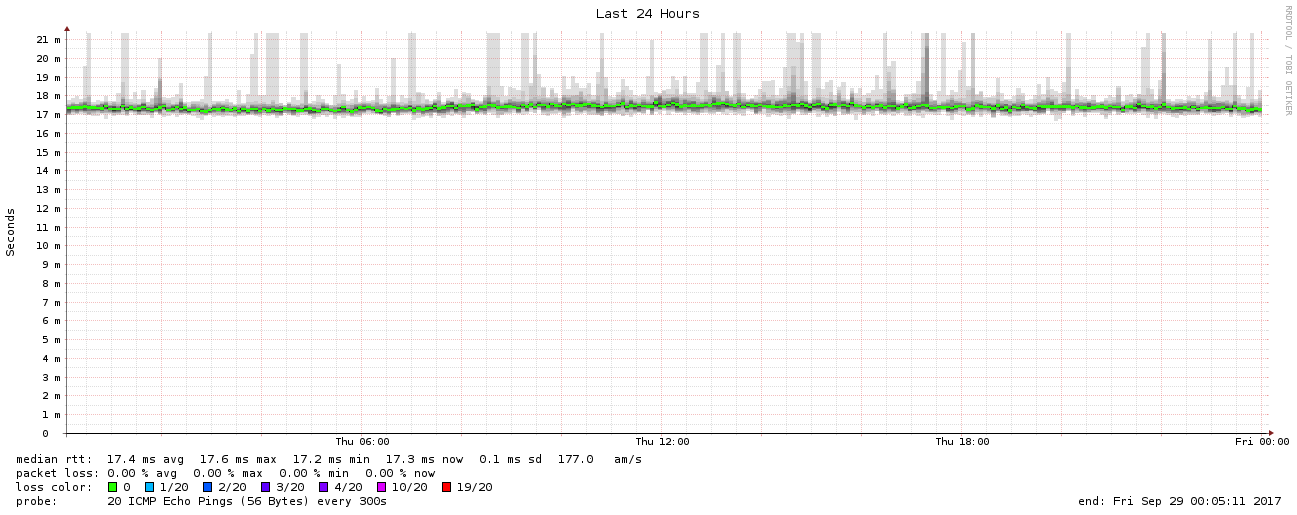 Last 24 Hours
RRDTOOL / TOBI OETIKER
21 m
20 m
19 m
18 m
17 m
16 m
15 m
14 m
13 m
12 m
11 m
10 m
9 m
8 m
7 m
6 m
5 m
4 m
3 m
2 m
1 m
0
Seconds
Thu 06:00 Thu 12:00 Thu 18:00 Fri 00:00
median rtt: 17.4 ms avg 17.6 ms max 17.2 ms min 17.3 ms now 0.1 ms sd 177.0 am/s
packet loss: 0.00 % avg 0.00 % max 0.00 % min 0.00 % now
loss color: 0 1/20 2/20 3/20 4/20 10/20 19/20
probe: 20 ICMP Echo Pings (56 Bytes) every 300s end: Fri Sep 29 00:05:11 2017